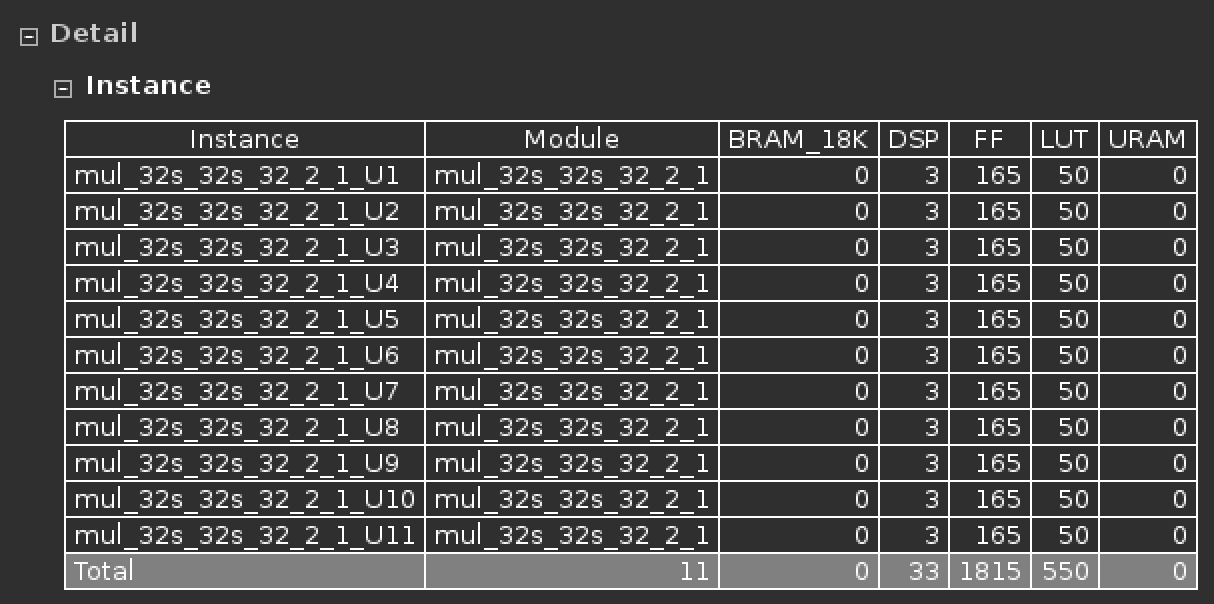 Detail
Instance
Instance Module BRAM_18K DSP FF LUT URAM
mul_32s_32s_32_2_1_U1 mul_32s_32s_32_2_1 0 3 165 50 0
mul_32s_32s_32_2_1_U2 mul_32s_32s_32_2_1 0 3 165 50 0
mul_32s_32s_32_2_1_U3 mul_32s_32s_32_2_1 0 3 165 50 0
mul_32s_32s_32_2_1_U4 mul_32s_32s_32_2_1 0 3 165 50 0
mul_32s_32s_32_2_1_U5 mul_32s_32s_32_2_1 0 3 165 50 0
mul_32s_32s_32_2_1_U6 mul_32s_32s_32_2_1 0 3 165 50 0
mul_32s_32s_32_2_1_U7 mul_32s_32s_32_2_1 0 3 165 50 0
mul_32s_32s_32_2_1_U8 mul_32s_32s_32_2_1 0 3 165 50 0
mul_32s_32s_32_2_1_U9 mul_32s_32s_32_2_1 0 3 165 50 0
mul_32s_32s_32_2_1_U10 mul_32s_32s_32_2_1 0 3 165 50 0
mul_32s_32s_32_2_1_U11 mul_32s_32s_32_2_1 0 3 165 50 0
Total 11 0 33 1815 550 0